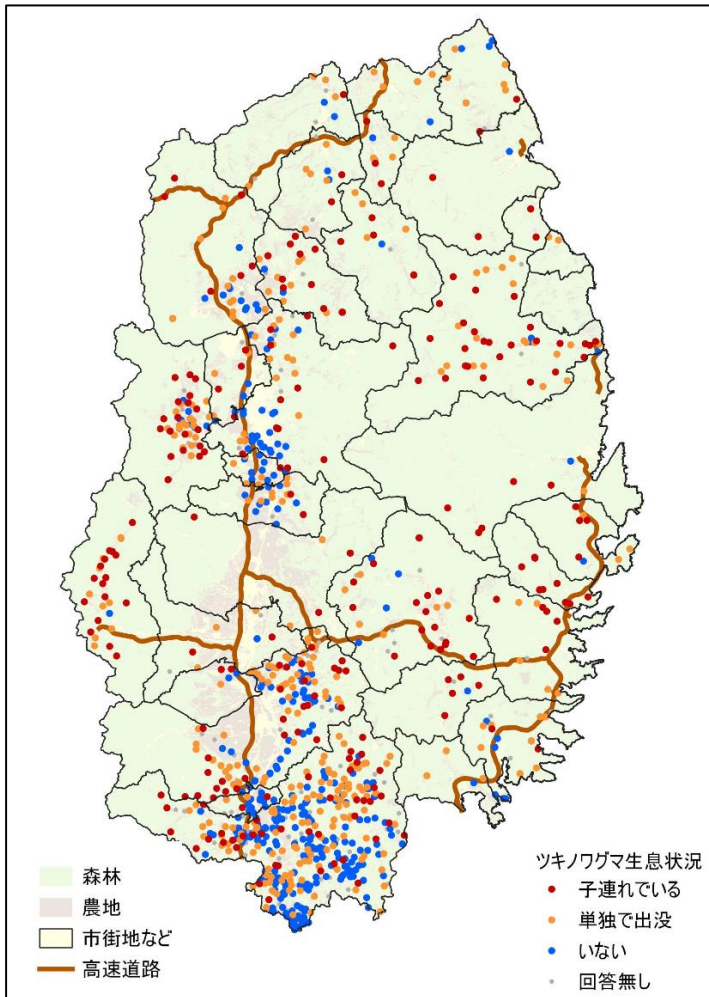 森林
農地
市街地など
高速道路
ツキノワグマ生息状況
子連れでいる
単独で出没
いない
回答無し